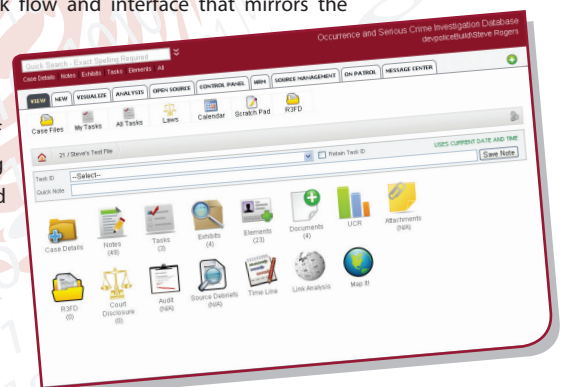 k flow and interface that mirrors the
g
d
Occurrence and Serious Crime Investigation Database
devpoliceBuild\Steve Rogers
Quick Search - Exact Spelling Required
Case Details Notes Exhibits Tasks Elements All
VIEW NEW VISUALIZE ANALYSIS OPEN SOURCE CONTROL PANEL HRM SOURCE MANAGEMENT ON PATROL MESSAGE CENTER
Case Files My Tasks All Tasks Laws Calendar Scratch Pad R3FD
21 / Steve's Test File
USES CURRENT DATE AND TIME
Task ID --Select-- Retain Task ID
Quick Note Save Note
Case Details Notes (49) Tasks (2) Exhibits (4) Elements (23) Documents (4) UCR Attachments (N/A)
R3FD (0) Court Disclosure (0) Audit (N/A) Source Debriefs (N/A) Time Line Link Analysis Map It!